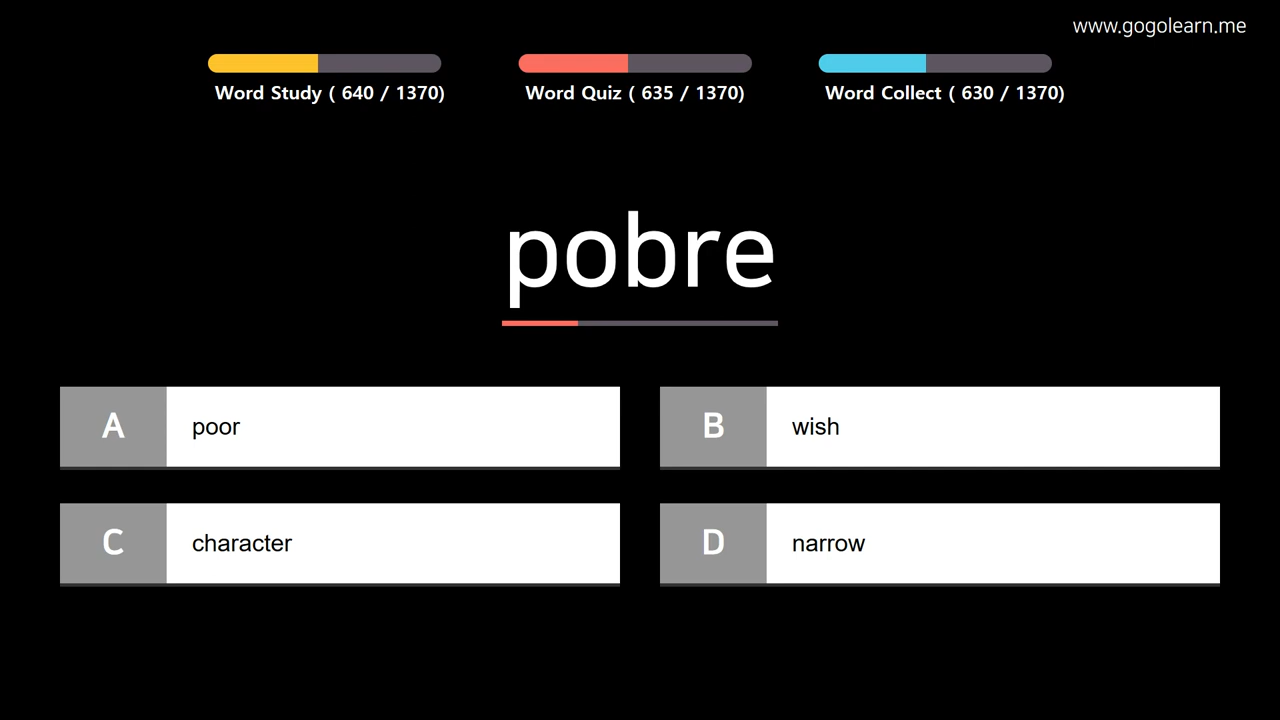 www.gogolearn.me
Word Study ( 640 / 1370)
Word Quiz ( 635 / 1370)
Word Collect ( 630 / 1370)
pobre
A poor
B wish
C character
D narrow